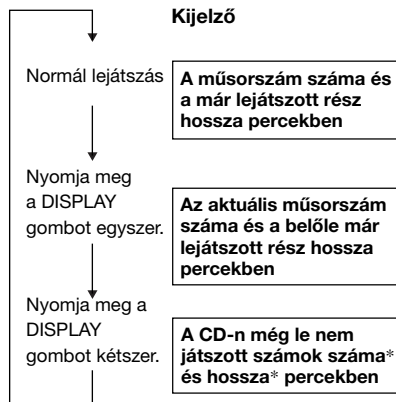 Kijelző
Normál lejátszás
A műsorszám száma és
a már lejátszott rész
hossza percekben
Nyomja meg
a DISPLAY
gombot egyszer.
Az aktuális műsorszám
száma és a belőle már
lejátszott rész hossza
percekben
Nyomja meg a
DISPLAY
gombot kétszer.
A CD-n még le nem
játszott számok száma*
és hossza* percekben